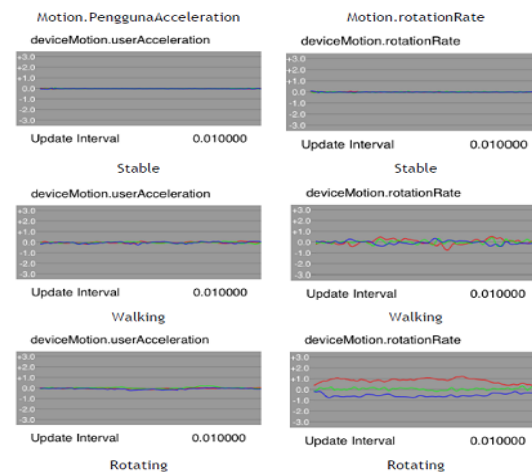 Motion.PenggunaAcceleration
Motion.rotationRate
deviceMotion.userAcceleration
deviceMotion.rotationRate
+3.0
+2.0
+1.0
0.0
-1.0
-2.0
-3.0
+3.0
+2.0
+1.0
0.0
-1.0
-2.0
-3.0
Update Interval 0.010000
Update Interval 0.010000
Stable
Stable
deviceMotion.userAcceleration
deviceMotion.rotationRate
+3.0
+2.0
+1.0
0.0
-1.0
-2.0
-3.0
+3.0
+2.0
+1.0
0.0
-1.0
-2.0
-3.0
Update Interval 0.010000
Update Interval 0.010000
Walking
Walking
deviceMotion.userAcceleration
deviceMotion.rotationRate
+3.0
+2.0
+1.0
0.0
-1.0
-2.0
-3.0
+3.0
+2.0
+1.0
0.0
-1.0
-2.0
-3.0
Update Interval 0.010000
Update Interval 0.010000
Rotating
Rotating